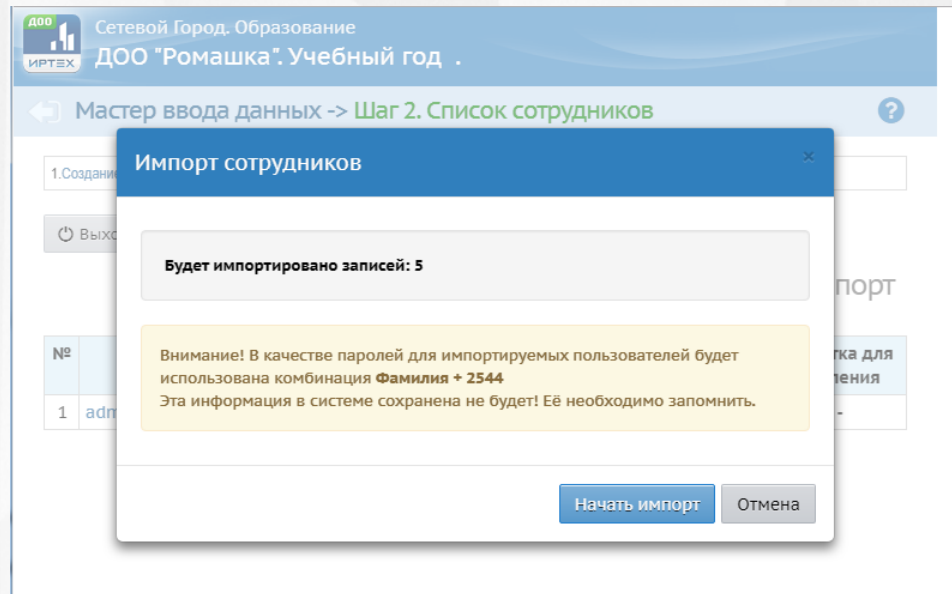 ДОО
ИРТЕХ
Сетевой Город. Образование
ДОО "Ромашка". Учебный год .
Мастер ввода данных -> Шаг 2. Список сотрудников
?
Импорт сотрудников
×
1.Создание
Выхо
Будет импортировано записей: 5
порт
№
Внимание! В качестве паролей для импортируемых пользователей будет
использована комбинация Фамилия + 2544
Эта информация в системе сохранена не будет! Её необходимо запомнить.
тка для
ления
1 adm
-
Начать импорт
Отмена